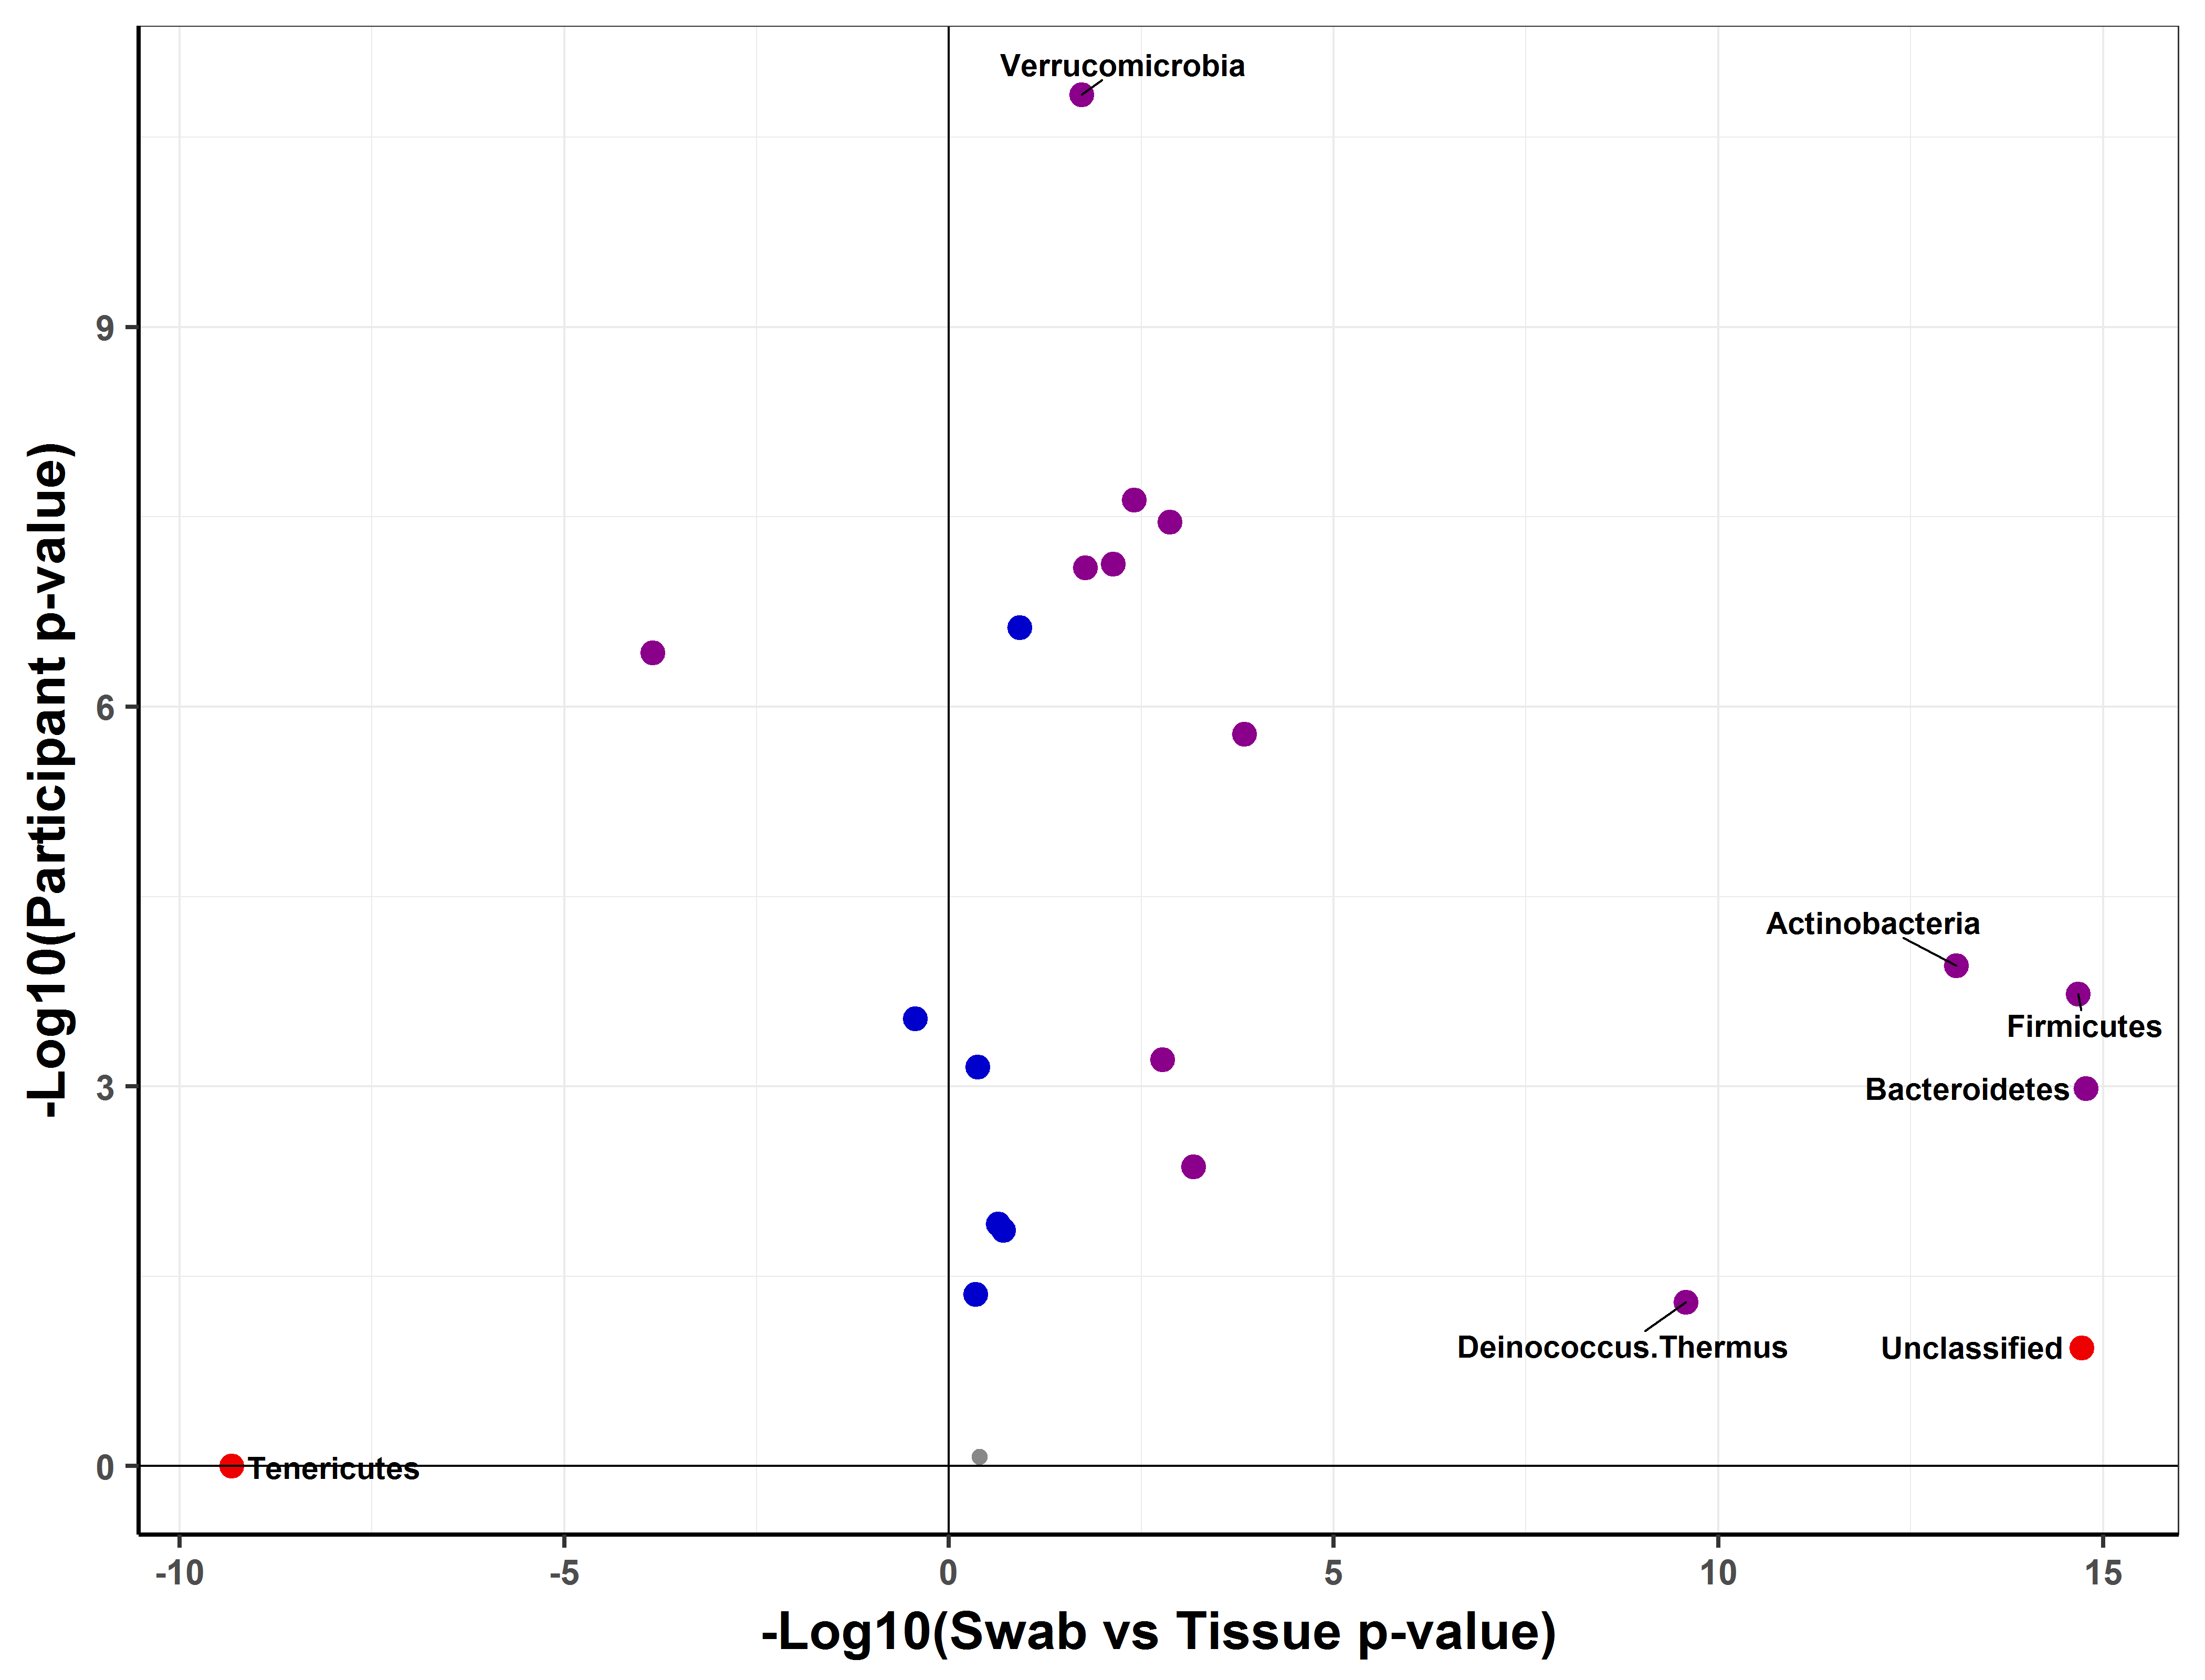 Verrucomicrobia
9
6
3
0
-Log10(Participant p-value)
Actinobacteria
Firmicutes
Bacteroidetes
Deinococcus.Thermus
Unclassified
Tenericutes
-10 -5 0 5 10 15
-Log10(Swab vs Tissue p-value)